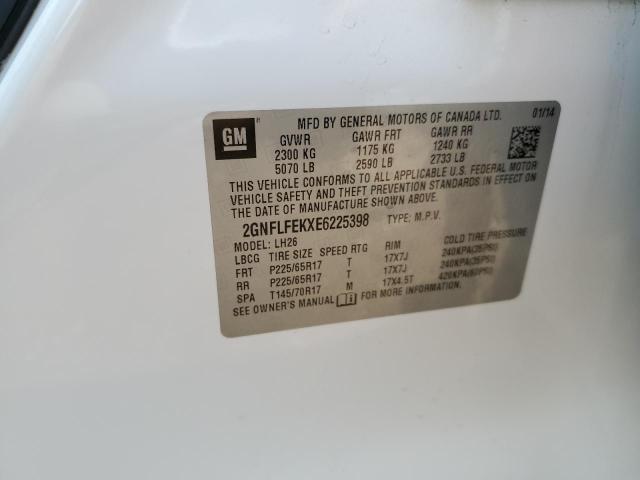 GM
MFD BY GENERAL MOTORS OF CANADA LTD. 01/14
GVWR GAWR FRT GAWR RR
2300 KG 1175 KG 1240 KG
5070 LB 2590 LB 2733 LB
THIS VEHICLE CONFORMS TO ALL APPLICABLE U.S. FEDERAL MOTOR
VEHICLE SAFETY AND THEFT PREVENTION STANDARDS IN EFFECT ON
THE DATE OF MANUFACTURE SHOWN ABOVE.
2GNFLFEKXE6225398 TYPE: M.P.V.
MODEL: LH26
LBCG TIRE SIZE SPEED RTG RIM COLD TIRE PRESSURE
FRT P225/65R17 T 17X7J 240KPA(35PSI)
RR P225/65R17 T 17X7J 240KPA(35PSI)
SPA T145/70R17 M 17X4.5T 420KPA(60PSI)
SEE OWNER'S MANUAL FOR MORE INFORMATION.